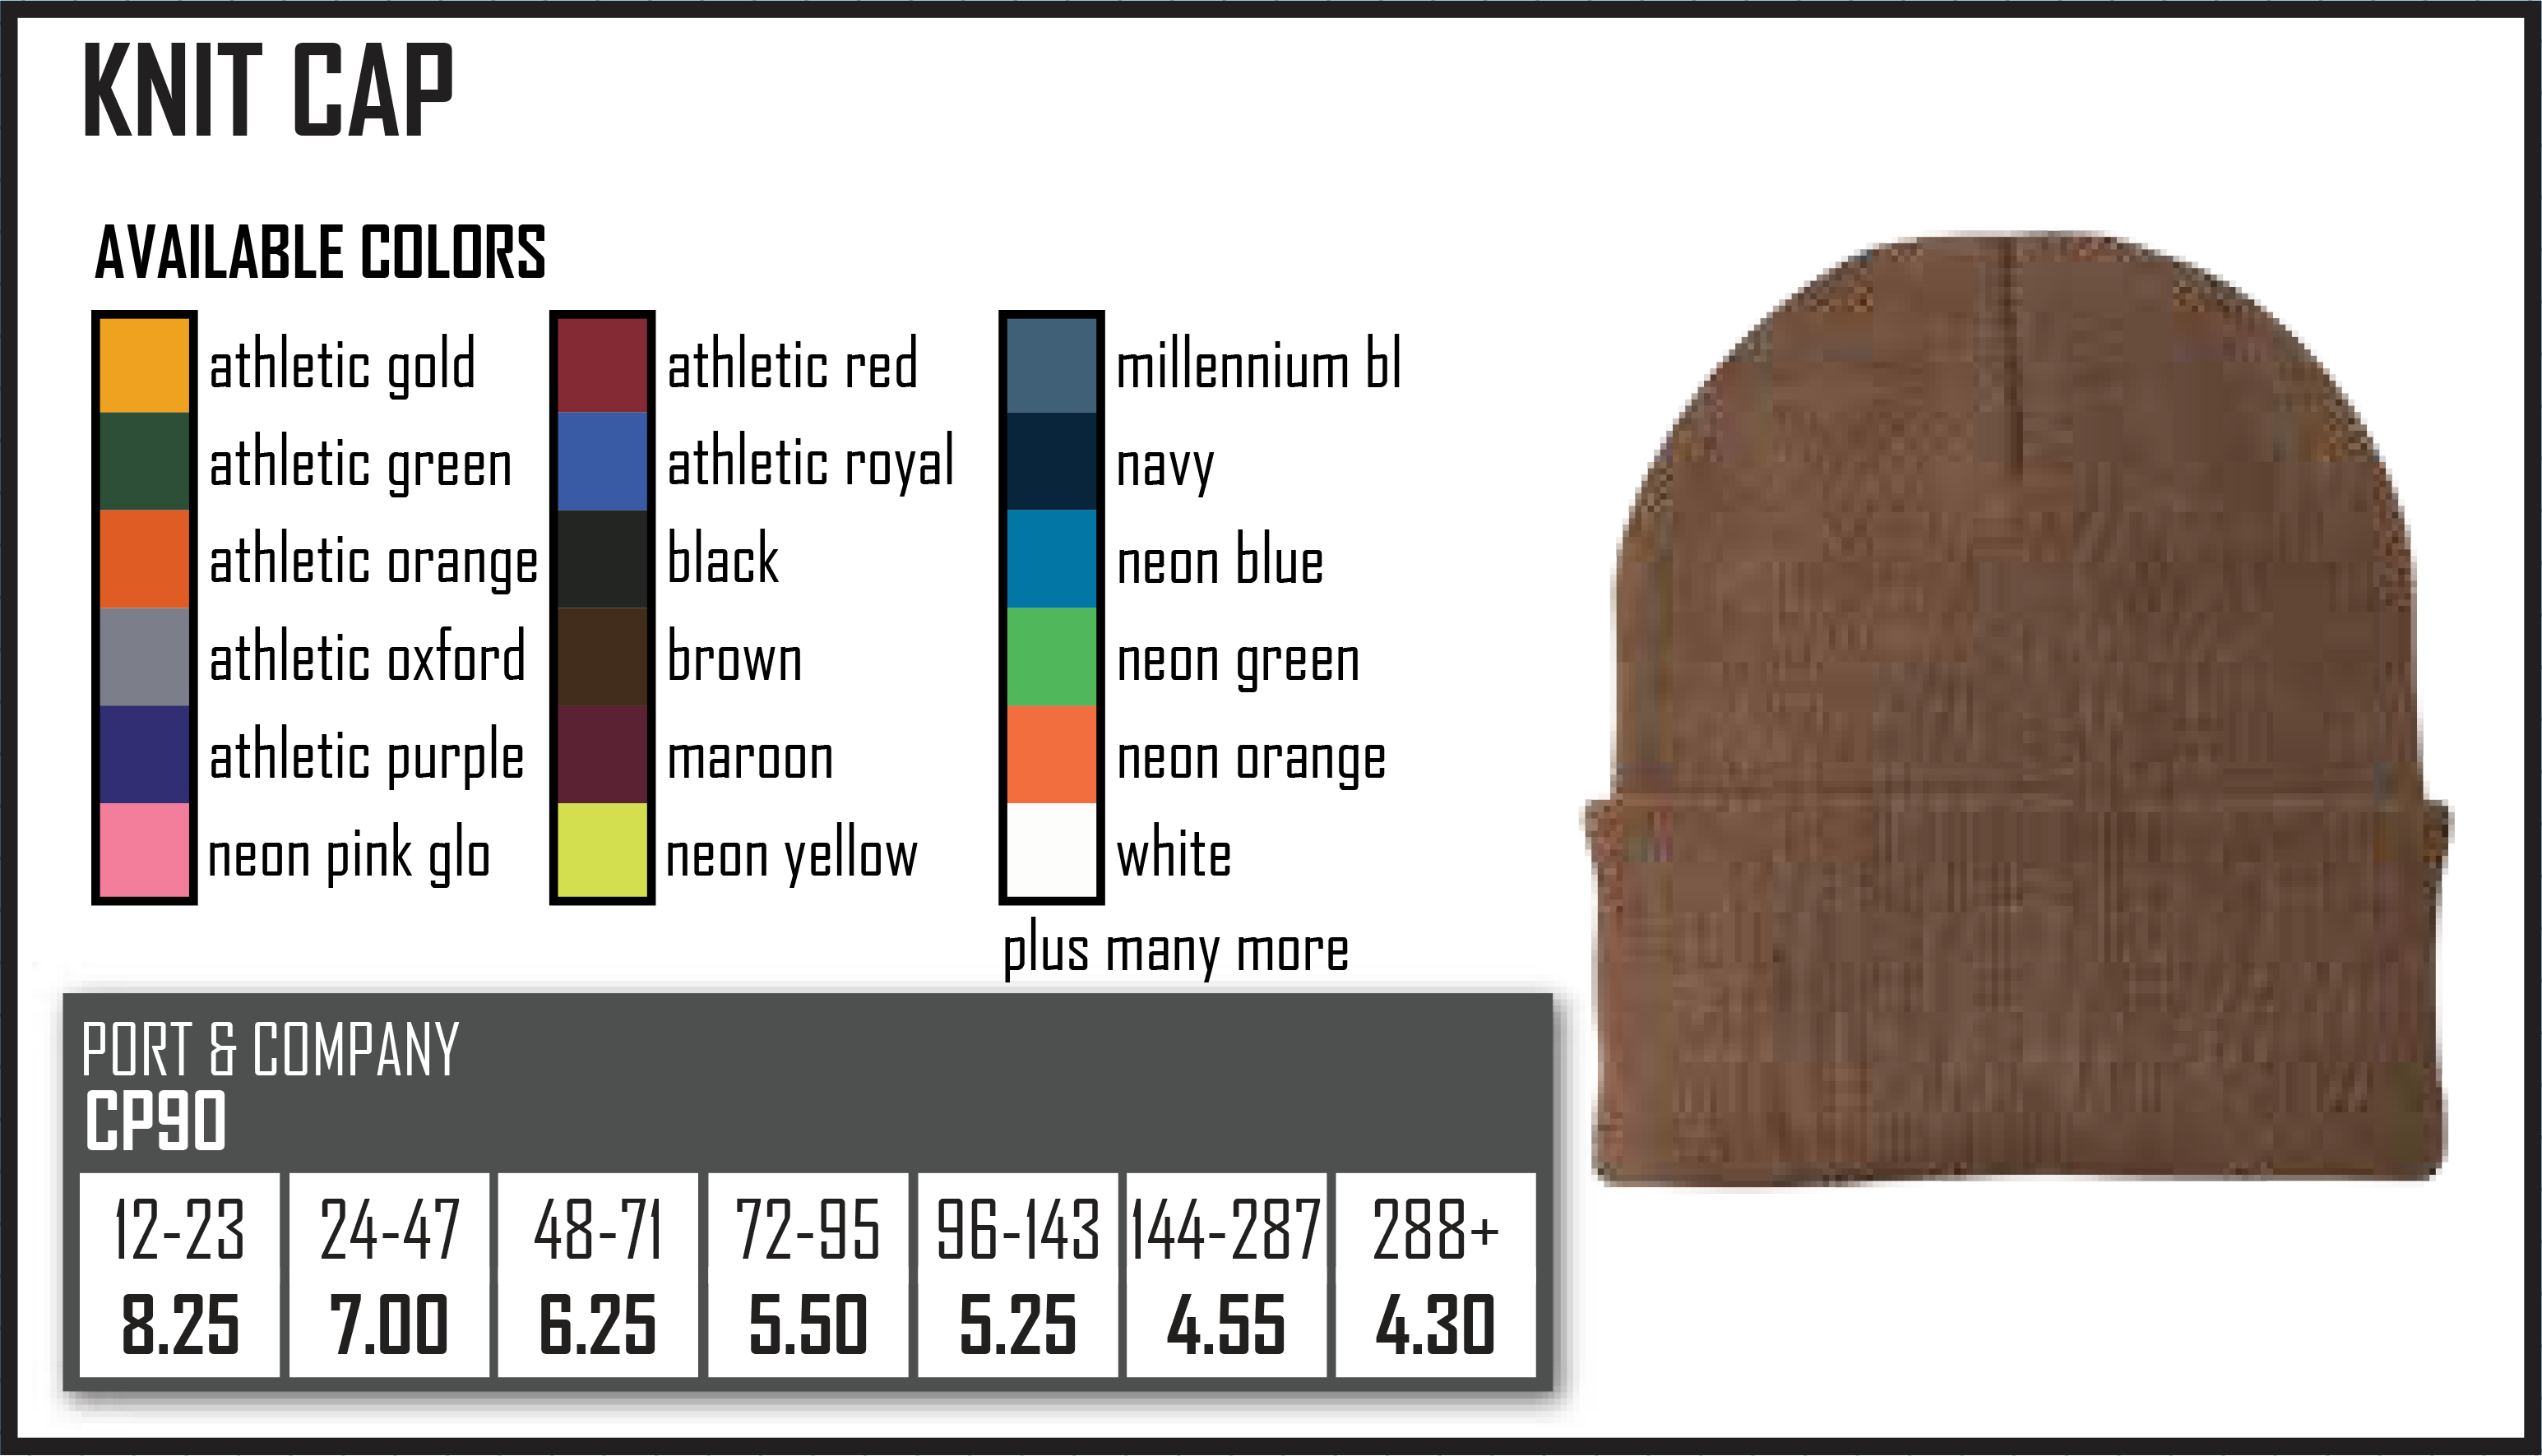 KNIT CAP
AVAILABLE COLORS
athletic gold
athletic green
athletic orange
athletic oxford
athletic purple
neon pink glo
athletic red
athletic royal
black
brown
maroon
neon yellow
millennium bl
navy
neon blue
neon green
neon orange
white
plus many more
PORT & COMPANY
CP90
12-23 24-47 48-71 72-95 96-143 144-287 288+
8.25 7.00 6.25 5.50 5.25 4.55 4.30